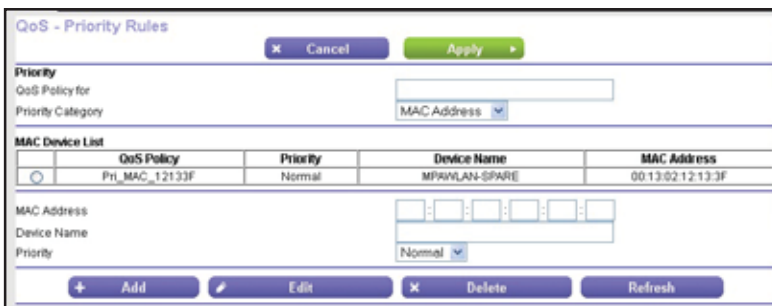 QoS - Priority Rules
Cancel Apply
Priority
QoS Policy for
Priority Category MAC Address
MAC Device List
QoS Policy Priority Device Name MAC Address
Pri_MAC_12133F Normal MPAWLAN-SPARE 00:13:02:12:13:3F
MAC Address : : : : :
Device Name
Priority Normal
Add Edit Delete Refresh